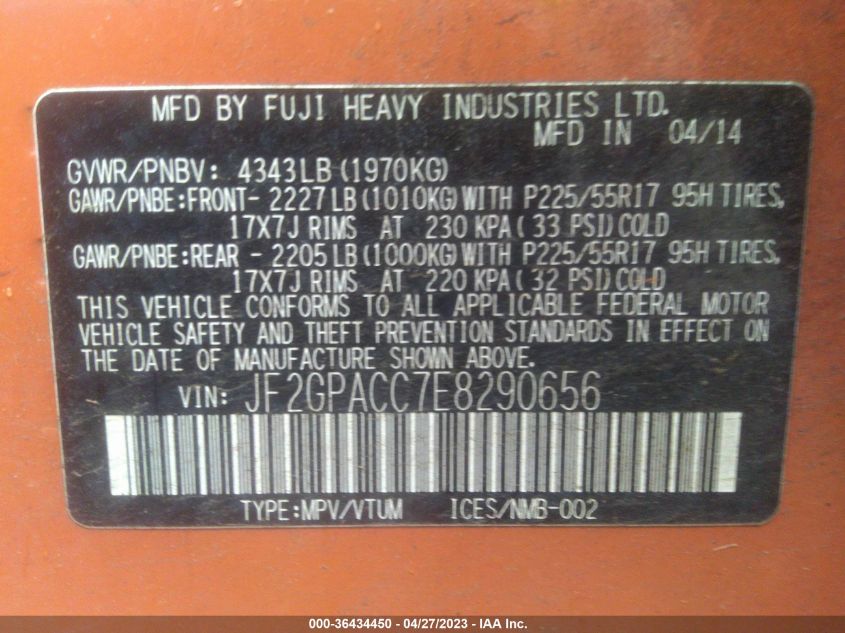 MFD BY FUJI HEAVY INDUSTRIES LTD.
MFD IN 04/14
GVWR/PNBV: 4343LB(1970KG)
GAWR/PNBE:FRONT- 2227LB(1010KG)WITH P225/55R17 95H TIRES,
17X7J RIMS AT 230 KPA( 33 PSI)COLD
GAWR/PNBE:REAR - 2205LB(1000KG)WITH P225/55R17 95H TIRES,
17X7J RIMS AT 220 KPA( 32 PSI)COLD
THIS VEHICLE CONFORMS TO ALL APPLICABLE FEDERAL MOTOR
VEHICLE SAFETY AND THEFT PREVENTION STANDARDS IN EFFECT ON
THE DATE OF MANUFACTURE SHOWN ABOVE.
VIN: JF2GPACC7E8290656
TYPE:MPV/VTUM ICES/NMB-002
000-36434450 - 04/27/2023 - IAA Inc.